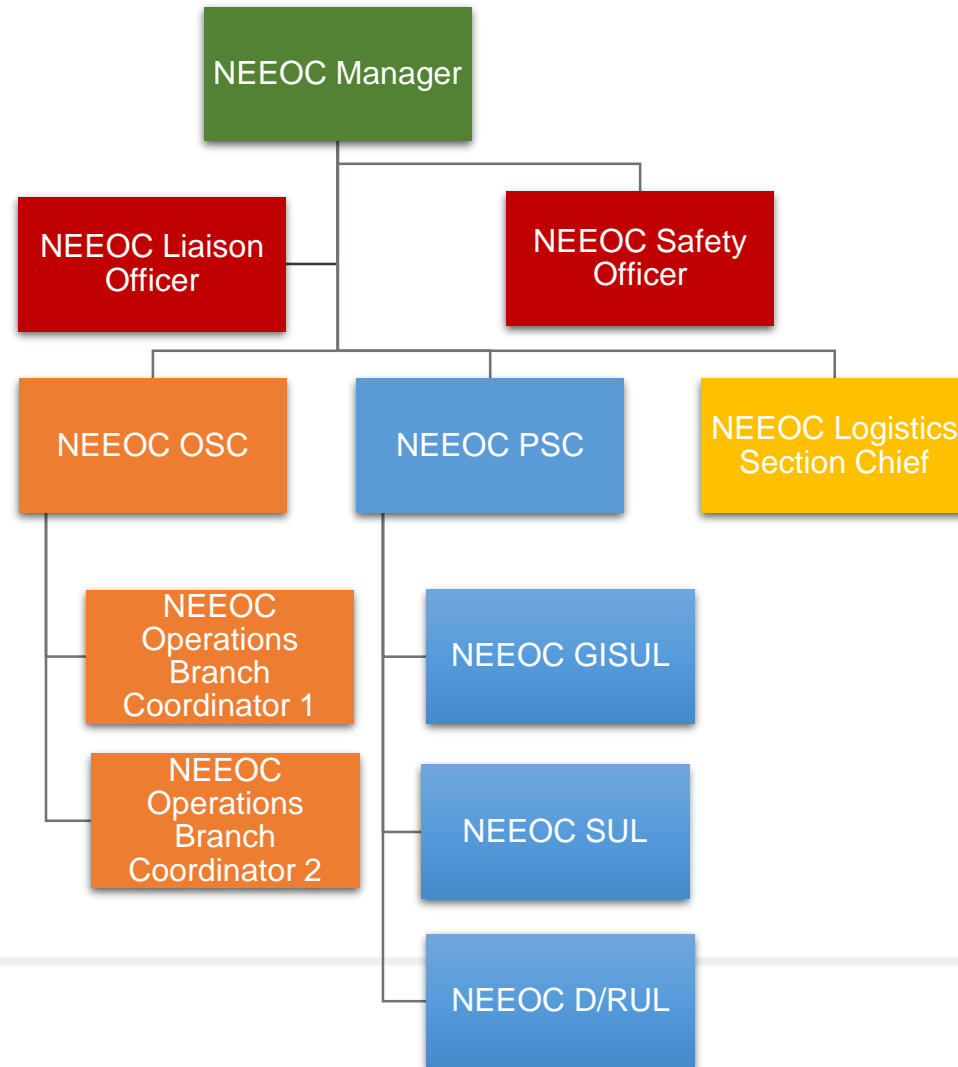 NEEOC Manager
NEEOC Liaison
Officer
NEEOC Safety
Officer
NEEOC OSC
NEEOC PSC
NEEOC Logistics
Section Chief
NEEOC
Operations
Branch
Coordinator 1
NEEOC
Operations
Branch
Coordinator 2
NEEOC GISUL
NEEOC SUL
NEEOC D/RUL